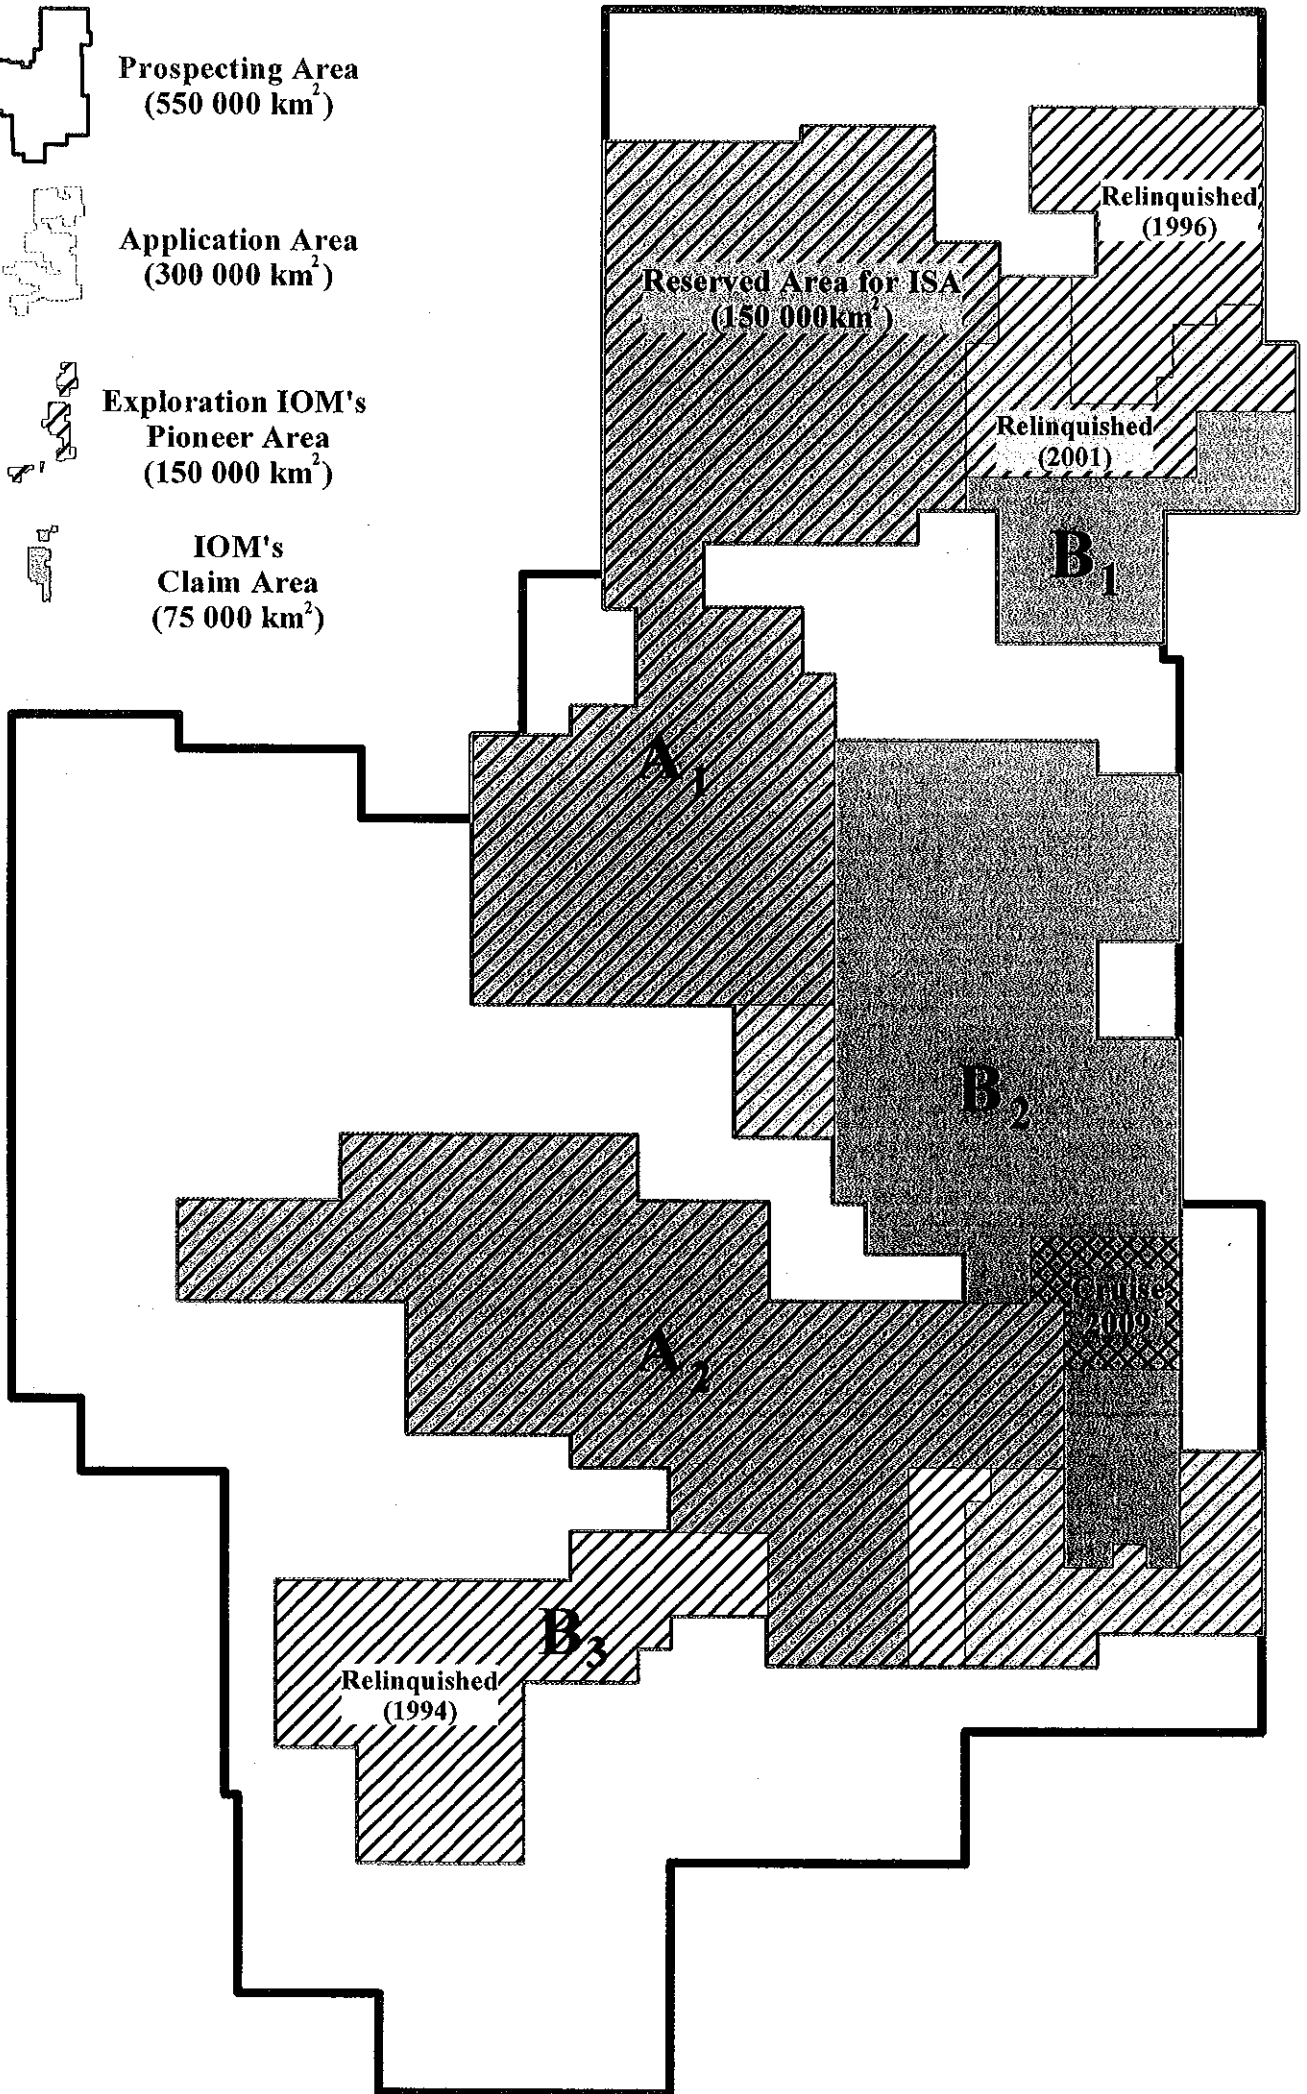 Prospecting Area
(550 000 km²)
Application Area
(300 000 km²)
Exploration IOM's
Pioneer Area
(150 000 km²)
IOM's
Claim Area
(75 000 km²)
Relinquished
(1996)
Reserved Area for ISA
(150 000km²)
Relinquished
(2001)
B₁
A₁
B₂
Cruise
2009
A₂
B₃
Relinquished
(1994)